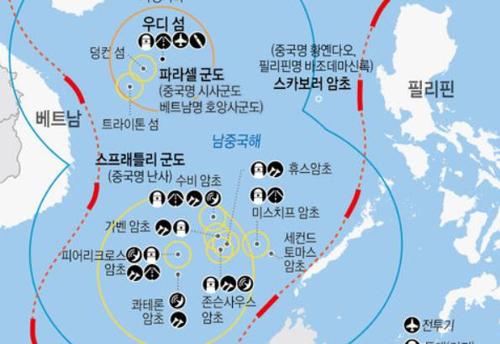 우디 섬
덩컨 섬
파라셀 군도
(중국명 시사군도
베트남명 호앙사군도)
트라이톤 섬
(중국명 황옌다오,
필리핀명 바조데마신록)
스카보러 암초
필리핀
베트남
남중국해
스프래틀리 군도
(중국명 난사)
수비 암초
휴스암초
미스치프 암초
가벤 암초
세컨드
토마스
암초
피어리크로스
암초
콰테론
암초
존슨사우스
암초
전투기